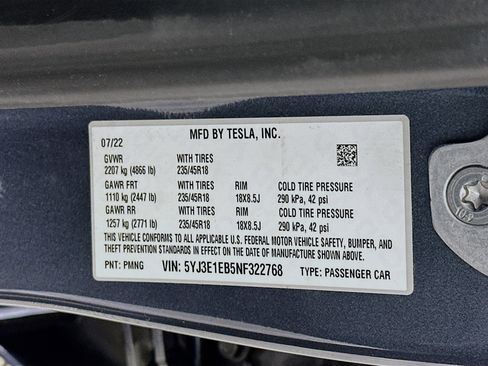 MFD BY TESLA, INC.
07/22
GVWR WITH TIRES
2207 kg (4866 lb) 235/45R18
GAWR FRT WITH TIRES RIM COLD TIRE PRESSURE
1110 kg (2447 lb) 235/45R18 18X8.5J 290 kPa, 42 psi
GAWR RR WITH TIRES RIM COLD TIRE PRESSURE
1257 kg (2771 lb) 235/45R18 18X8.5J 290 kPa, 42 psi
THIS VEHICLE CONFORMS TO ALL APPLICABLE U.S. FEDERAL MOTOR VEHICLE SAFETY, BUMPER, AND
THEFT PREVENTION STANDARDS IN EFFECT ON THE DATE OF MANUFACTURE SHOWN ABOVE.
PNT: PMNG VIN: 5YJ3E1EB5NF322768 TYPE: PASSENGER CAR